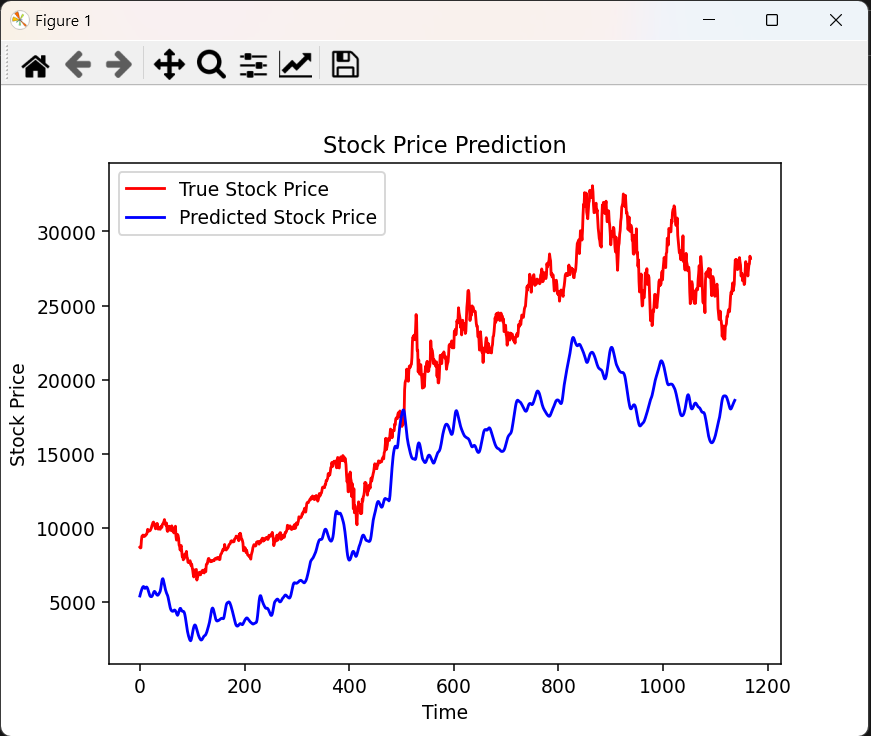 Figure 1
Stock Price Prediction
True Stock Price
Predicted Stock Price
30000
25000
20000
15000
10000
5000
Stock Price
0 200 400 600 800 1000 1200
Time